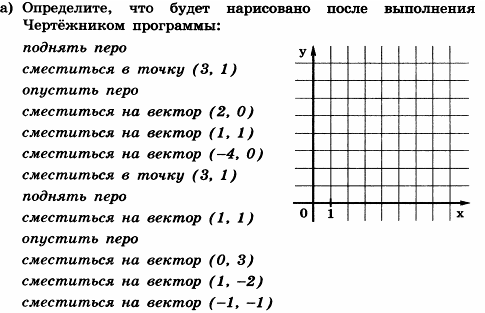 а) Определите, что будет нарисовано после выполнения
Чертёжником программы:
поднять перо
сместиться в точку (3, 1)
опустить перо
сместиться на вектор (2, 0)
сместиться на вектор (1, 1)
сместиться на вектор (−4, 0)
сместиться в точку (3, 1)
поднять перо
сместиться на вектор (1, 1)
опустить перо
сместиться на вектор (0, 3)
сместиться на вектор (1, −2)
сместиться на вектор (−1, −1)
y
0 1 x